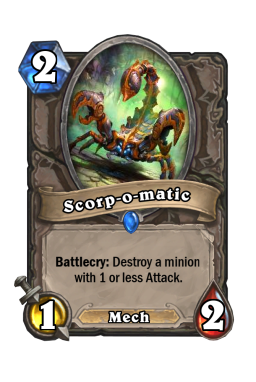 2
Scorp-o-matic
Battlecry: Destroy a minion
with 1 or less Attack.
1
Mech
2